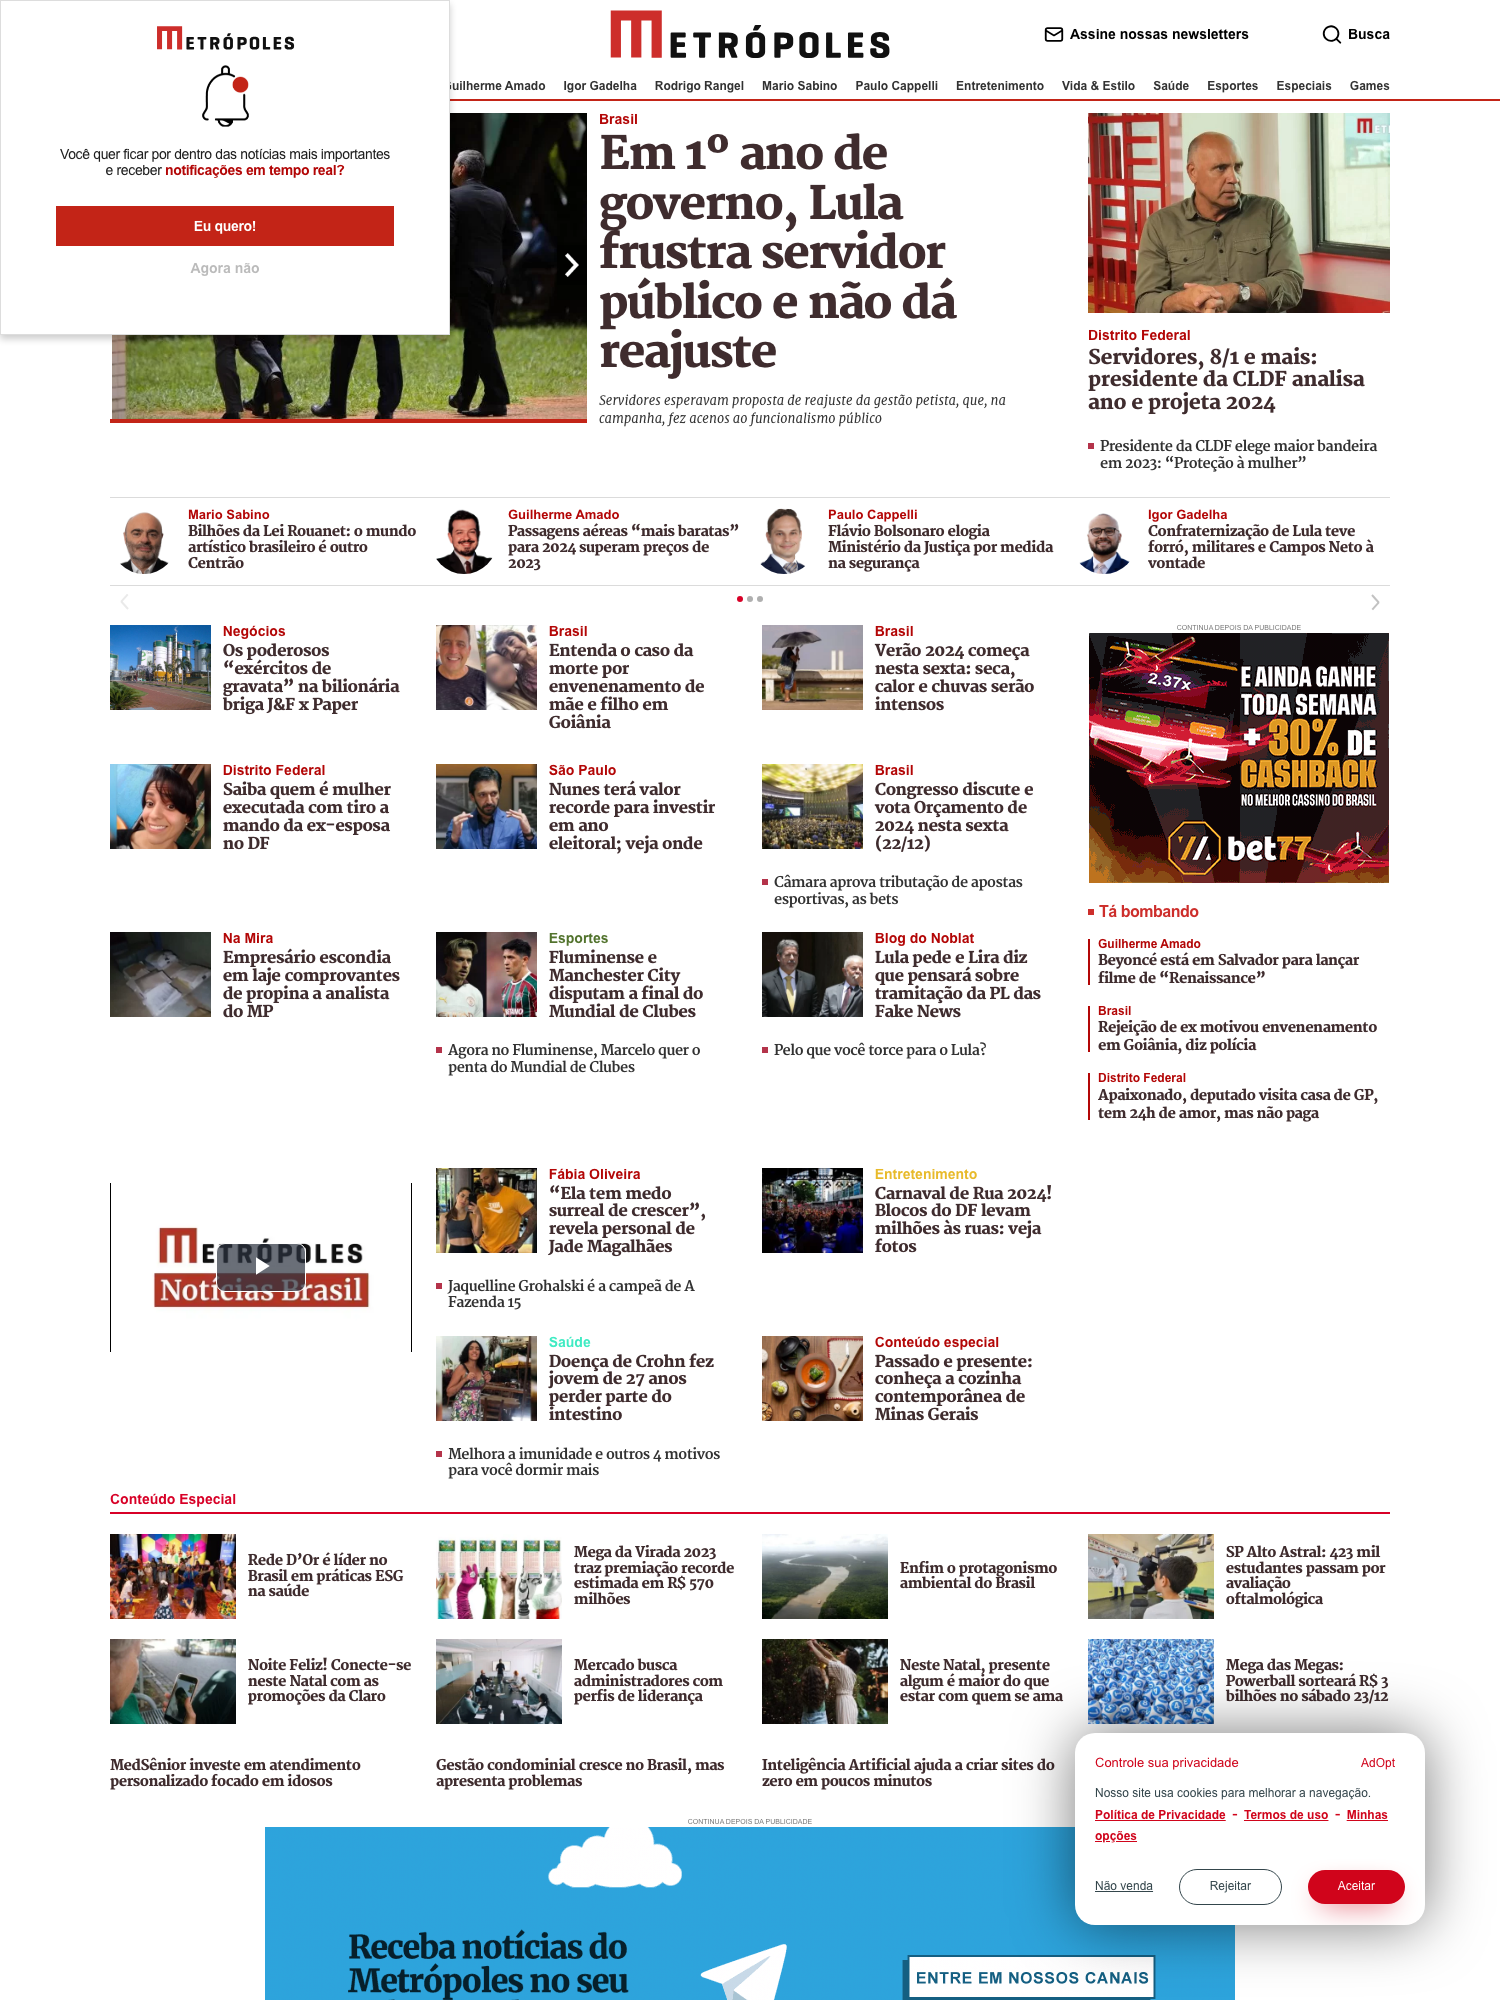 METRÓPOLES
Você quer ficar por dentro das notícias mais importantes
e receber notificações em tempo real?
Eu quero!
Agora não
METRÓPOLES
Assine nossas newsletters
Busca
Guilherme Amado Igor Gadelha Rodrigo Rangel Mario Sabino Paulo Cappelli Entretenimento Vida & Estilo Saúde Esportes Especiais Games
Brasil
Em 1º ano de
governo, Lula
frustra servidor
público e não dá
reajuste
Servidores esperavam proposta de reajuste da gestão petista, que, na
campanha, fez acenos ao funcionalismo público
Distrito Federal
Servidores, 8/1 e mais:
presidente da CLDF analisa
ano e projeta 2024
Presidente da CLDF elege maior bandeira
em 2023: “Proteção à mulher”
Mario Sabino
Bilhões da Lei Rouanet: o mundo
artístico brasileiro é outro
Centrão
Guilherme Amado
Passagens aéreas “mais baratas”
para 2024 superam preços de
2023
Paulo Cappelli
Flávio Bolsonaro elogia
Ministério da Justiça por medida
na segurança
Igor Gadelha
Confraternização de Lula teve
forró, militares e Campos Neto à
vontade
Negócios
Os poderosos
“exércitos de
gravata” na bilionária
briga J&F x Paper
Brasil
Entenda o caso da
morte por
envenenamento de
mãe e filho em
Goiânia
Brasil
Verão 2024 começa
nesta sexta: seca,
calor e chuvas serão
intensos
CONTINUA DEPOIS DA PUBLICIDADE
2.37x
E AINDA GANHE
TODA SEMANA
+ 30% DE
CASHBACK
NO MELHOR CASSINO DO BRASIL
bet77
Distrito Federal
Saiba quem é mulher
executada com tiro a
mando da ex-esposa
no DF
São Paulo
Nunes terá valor
recorde para investir
em ano
eleitoral; veja onde
Brasil
Congresso discute e
vota Orçamento de
2024 nesta sexta
(22/12)
Câmara aprova tributação de apostas
esportivas, as bets
Na Mira
Empresário escondia
em laje comprovantes
de propina a analista
do MP
Esportes
Fluminense e
Manchester City
disputam a final do
Mundial de Clubes
Agora no Fluminense, Marcelo quer o
penta do Mundial de Clubes
Blog do Noblat
Lula pede e Lira diz
que pensará sobre
tramitação da PL das
Fake News
Pelo que você torce para o Lula?
Tá bombando
Guilherme Amado
Beyoncé está em Salvador para lançar
filme de “Renaissance”
Brasil
Rejeição de ex motivou envenenamento
em Goiânia, diz polícia
Distrito Federal
Apaixonado, deputado visita casa de GP,
tem 24h de amor, mas não paga
METRÓPOLES
Notícias Brasil
Fábia Oliveira
“Ela tem medo
surreal de crescer”,
revela personal de
Jade Magalhães
Jaquelline Grohalski é a campeã de A
Fazenda 15
Entretenimento
Carnaval de Rua 2024!
Blocos do DF levam
milhões às ruas: veja
fotos
Saúde
Doença de Crohn fez
jovem de 27 anos
perder parte do
intestino
Melhora a imunidade e outros 4 motivos
para você dormir mais
Conteúdo especial
Passado e presente:
conheça a cozinha
contemporânea de
Minas Gerais
Conteúdo Especial
Rede D’Or é líder no
Brasil em práticas ESG
na saúde
Mega da Virada 2023
traz premiação recorde
estimada em R$ 570
milhões
Enfim o protagonismo
ambiental do Brasil
SP Alto Astral: 423 mil
estudantes passam por
avaliação
oftalmológica
Noite Feliz! Conecte-se
neste Natal com as
promoções da Claro
Mercado busca
administradores com
perfis de liderança
Neste Natal, presente
algum é maior do que
estar com quem se ama
Mega das Megas:
Powerball sorteará R$ 3
bilhões no sábado 23/12
MedSênior investe em atendimento
personalizado focado em idosos
Gestão condominial cresce no Brasil, mas
apresenta problemas
Inteligência Artificial ajuda a criar sites do
zero em poucos minutos
Controle sua privacidade
AdOpt
Nosso site usa cookies para melhorar a navegação.
Política de Privacidade - Termos de uso - Minhas
opções
Não venda
Rejeitar
Aceitar
CONTINUA DEPOIS DA PUBLICIDADE
Receba notícias do
Metrópoles no seu
ENTRE EM NOSSOS CANAIS